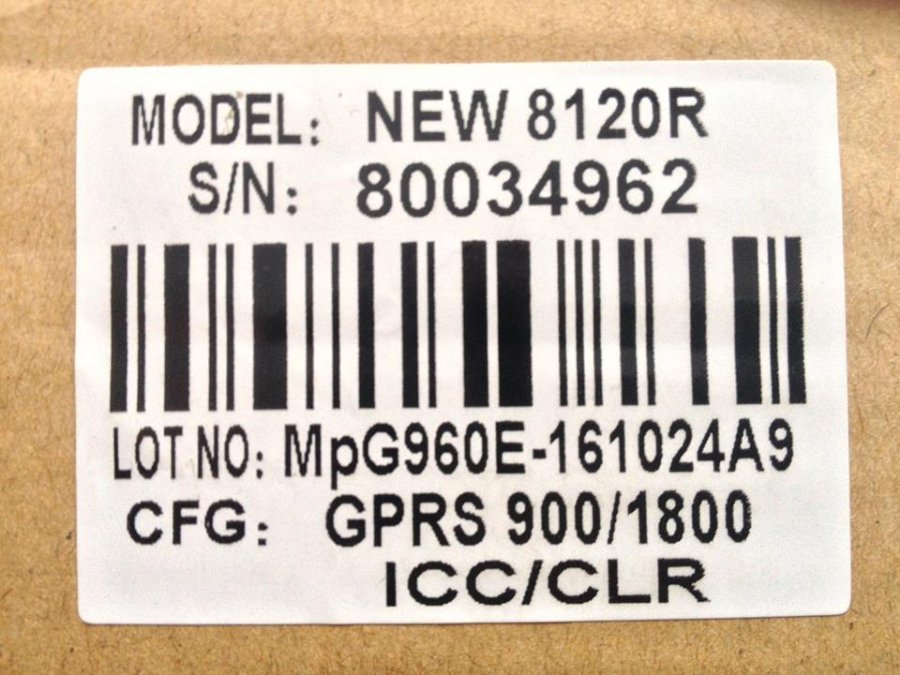 MODEL: NEW 8120R
S/N: 80034962
LOT NO: MpG960E-161024A9
CFG: GPRS 900/1800
ICC/CLR